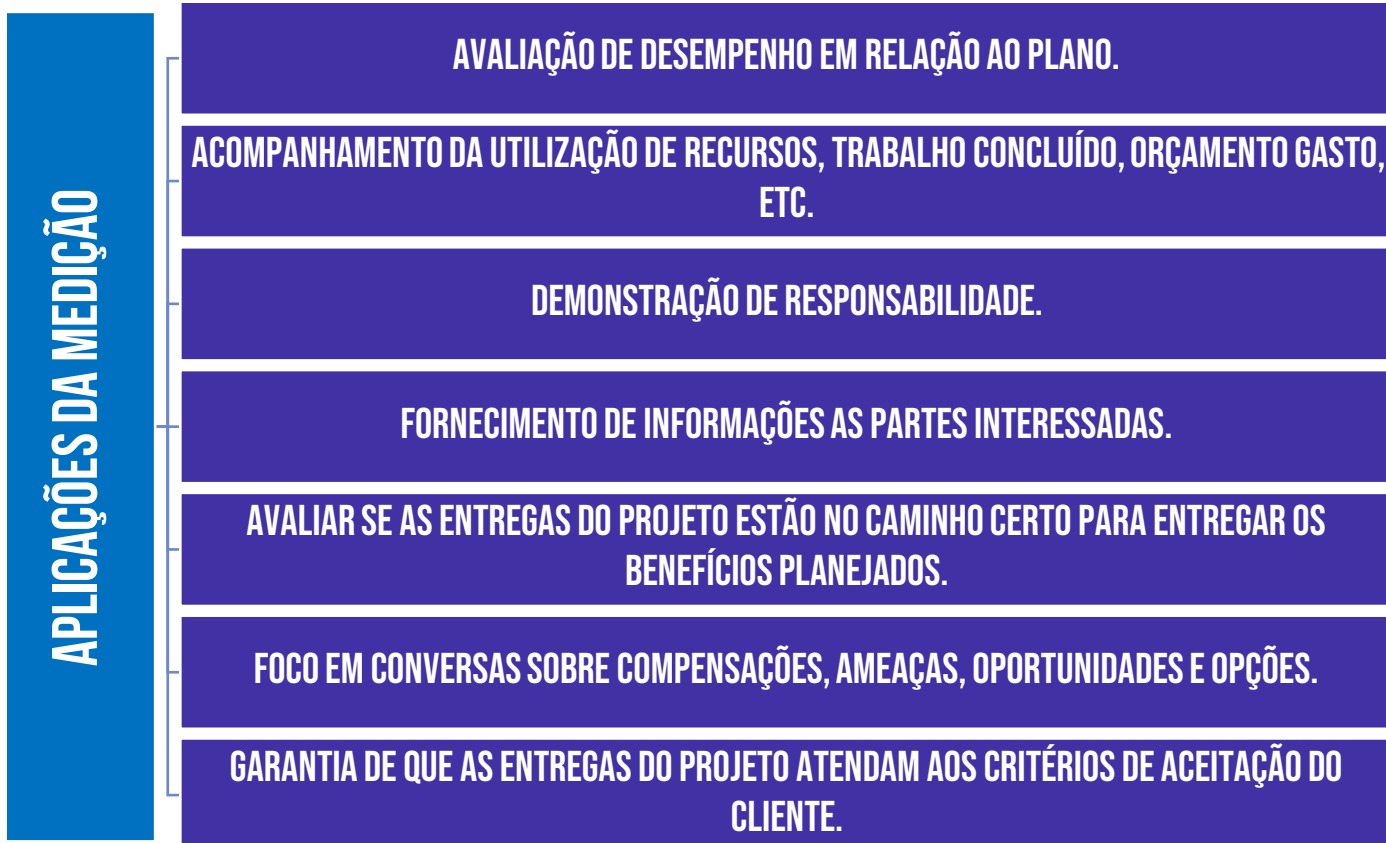 APLICAÇÕES DA MEDIÇÃO
AVALIAÇÃO DE DESEMPENHO EM RELAÇÃO AO PLANO.
ACOMPANHAMENTO DA UTILIZAÇÃO DE RECURSOS, TRABALHO CONCLUÍDO, ORÇAMENTO GASTO,
ETC.
DEMONSTRAÇÃO DE RESPONSABILIDADE.
FORNECIMENTO DE INFORMAÇÕES AS PARTES INTERESSADAS.
AVALIAR SE AS ENTREGAS DO PROJETO ESTÃO NO CAMINHO CERTO PARA ENTREGAR OS
BENEFÍCIOS PLANEJADOS.
FOCO EM CONVERSAS SOBRE COMPENSAÇÕES, AMEAÇAS, OPORTUNIDADES E OPÇÕES.
GARANTIA DE QUE AS ENTREGAS DO PROJETO ATENDAM AOS CRITÉRIOS DE ACEITAÇÃO DO
CLIENTE.